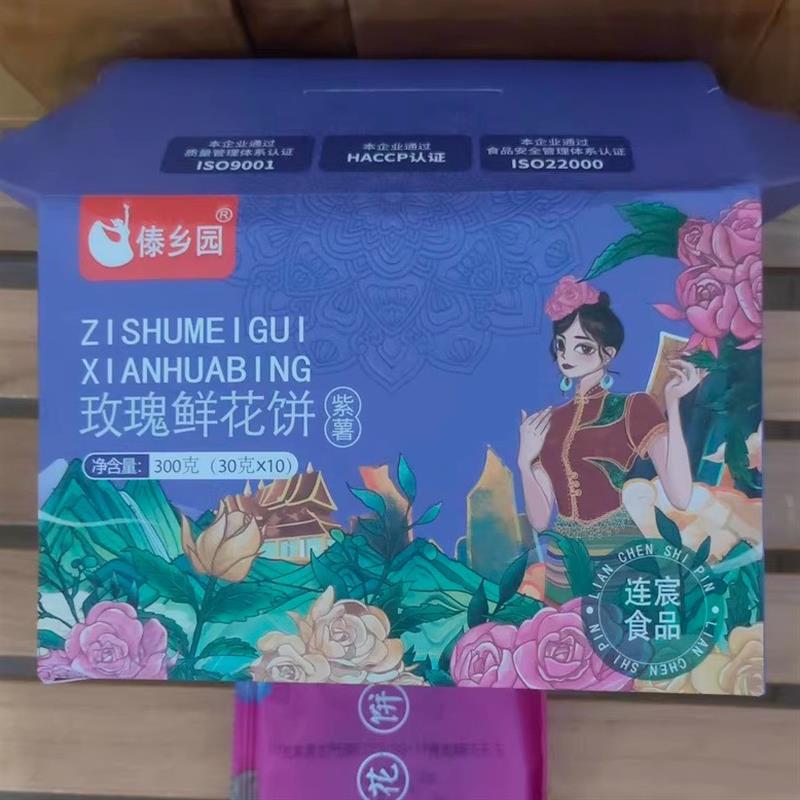 本企业通过
质量管理体系认证
ISO9001
本企业通过
HACCP认证
本企业通过
食品安全管理体系认证
ISO22000
傣乡园®
ZISHUMEIGUI
XIANHUABING
玫瑰鲜花饼
紫薯
净含量: 300克（30克×10）
LIAN CHEN SHI PIN
连宸
食品
LIAN CHEN SHI PIN
饼
花